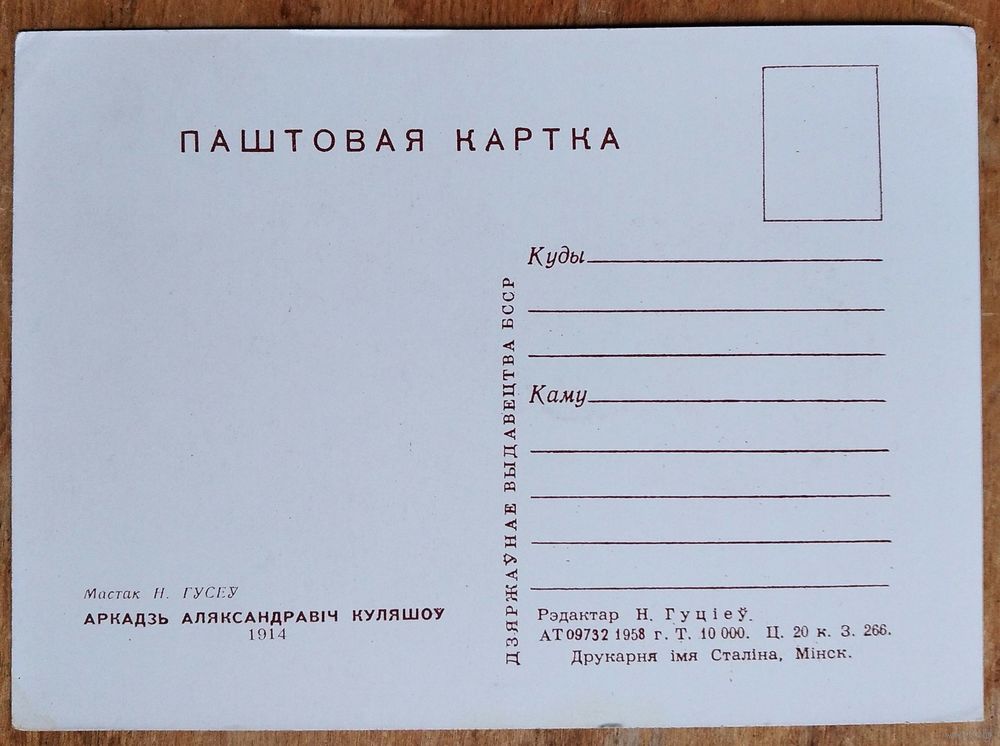 ПАШТОВАЯ КАРТКА
Куды
Каму
ДЗЯРЖАЎНАЕ ВЫДАВЕЦТВА БССР
Мастак Н. ГУСЕЎ
АРКАДЗЬ АЛЯКСАНДРАВІЧ КУЛЯШОЎ
1914
Рэдактар Н. Гуціеў.
АТ 09732 1958 г. Т. 10 000. Ц. 20 к. З. 266.
Друкарня імя Сталіна, Мінск.